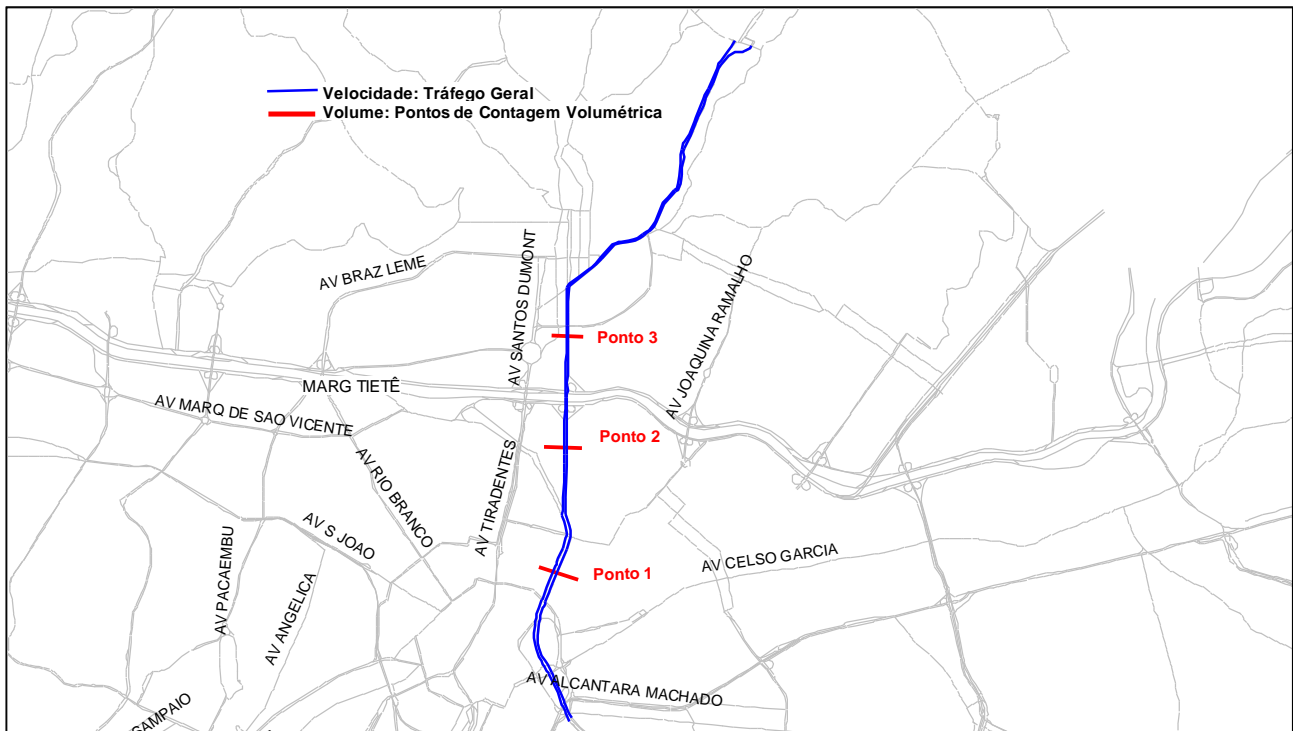 Velocidade: Tráfego Geral
Volume: Pontos de Contagem Volumétrica
AV BRAZ LEME
AV SANTOS DUMONT
AV JOAQUINA RAMALHO
Ponto 3
MARG TIETÊ
AV MARQ DE SAO VICENTE
Ponto 2
AV RIO BRANCO
AV TIRADENTES
AV S JOAO
AV PACAEMBU
AV ANGELICA
Ponto 1
AV CELSO GARCIA
AV ALCANTARA MACHADO
SAMPAIO